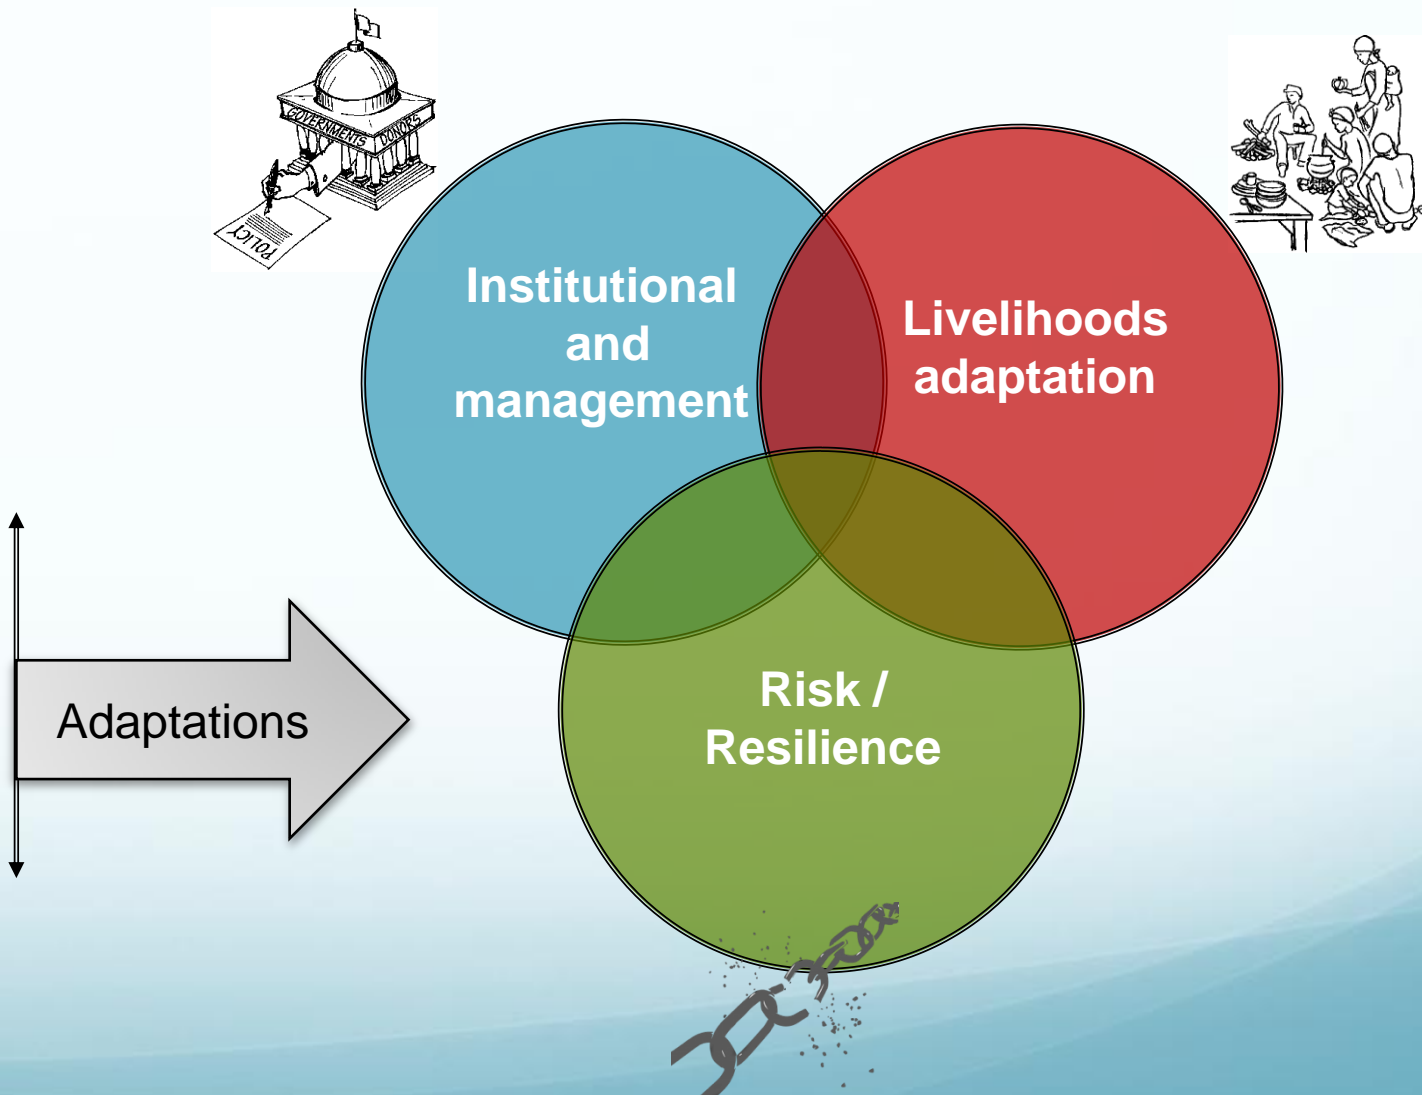 GOVERNMENTS DONORS
POLICY
Institutional
and
management
Livelihoods
adaptation
Adaptations
Risk /
Resilience